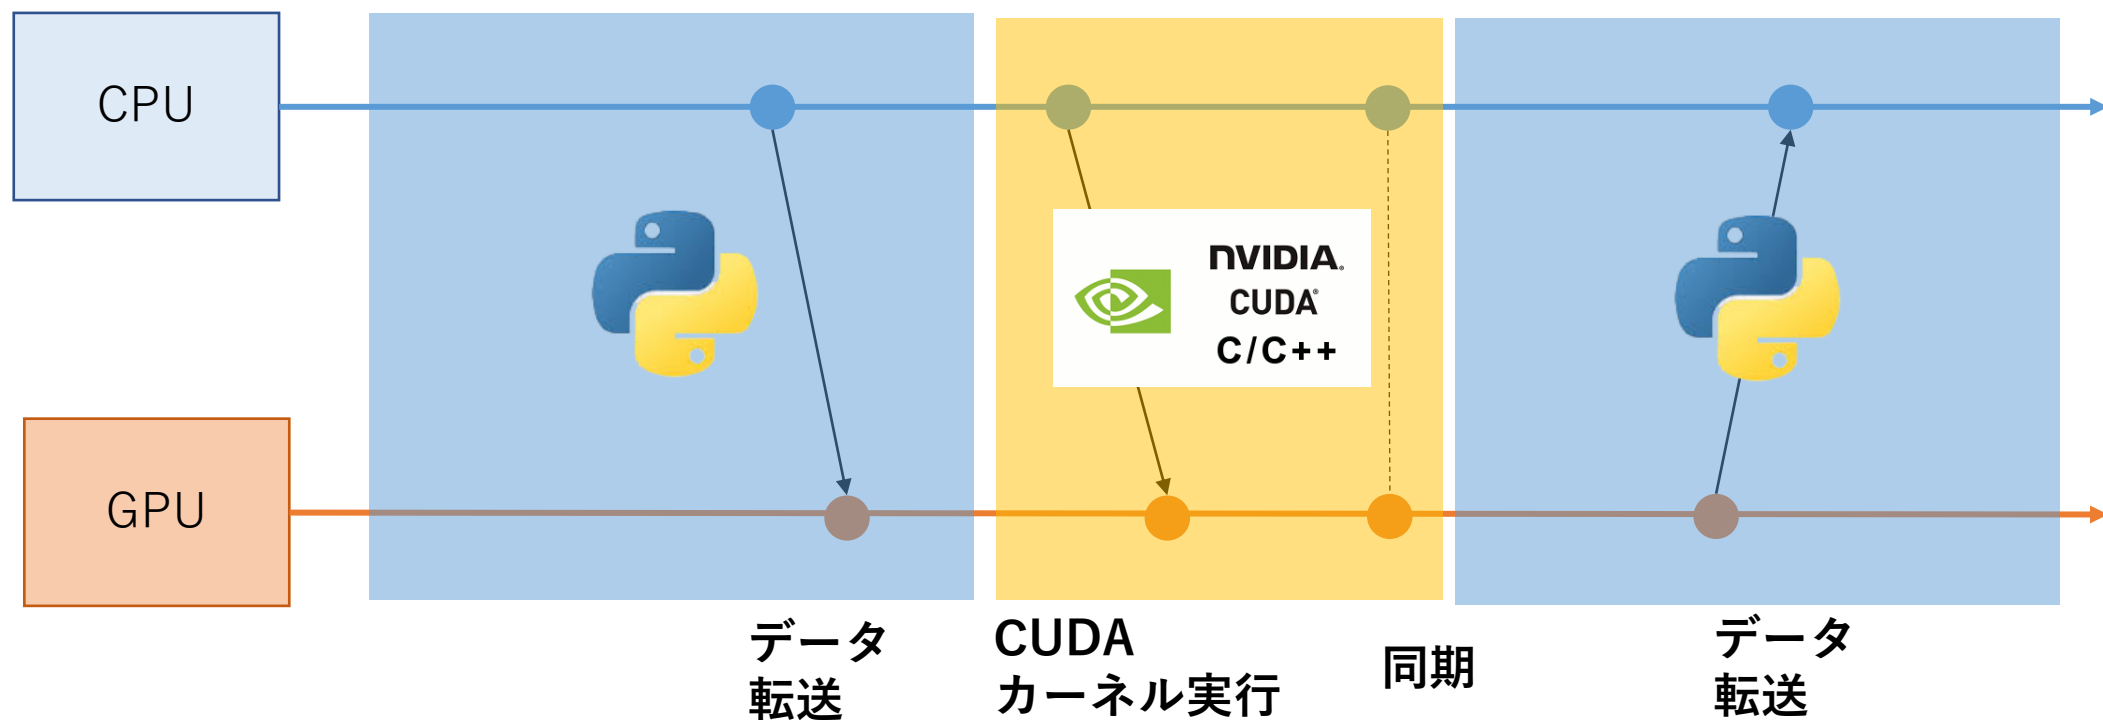 CPU
NVIDIA®
CUDA®
C/C++
GPU
データ
転送
CUDA
カーネル実行
同期
データ
転送